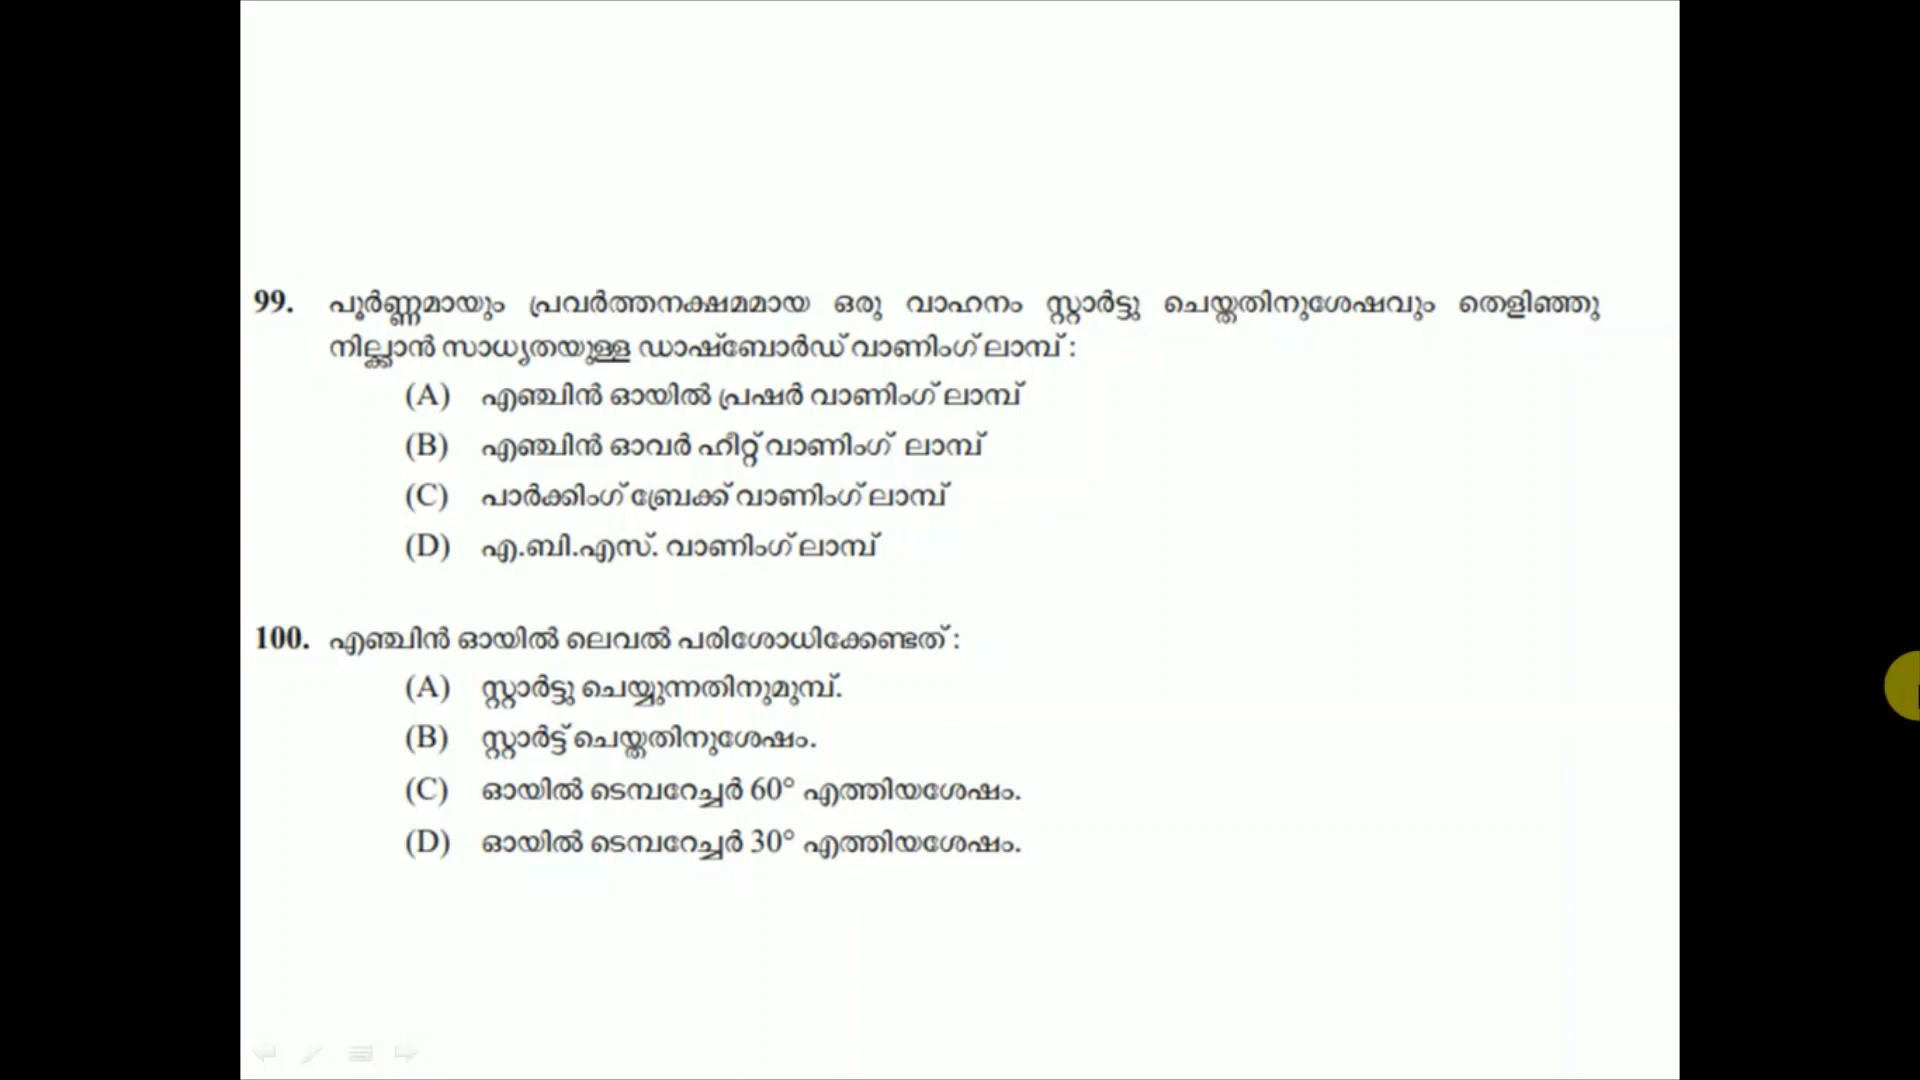 99. പൂർണ്ണമായും പ്രവർത്തനക്ഷമമായ ഒരു വാഹനം സ്റ്റാർട്ടു ചെയ്തതിനുശേഷവും തെളിഞ്ഞു
നില്ക്കാൻ സാധ്യതയുള്ള ഡാഷ്ബോർഡ് വാണിംഗ് ലാമ്പ് :
(A) എഞ്ചിൻ ഓയിൽ പ്രഷർ വാണിംഗ് ലാമ്പ്
(B) എഞ്ചിൻ ഓവർ ഹീറ്റ് വാണിംഗ് ലാമ്പ്
(C) പാർക്കിംഗ് ബ്രേക്ക് വാണിംഗ് ലാമ്പ്
(D) എ.ബി.എസ്. വാണിംഗ് ലാമ്പ്
100. എഞ്ചിൻ ഓയിൽ ലെവൽ പരിശോധിക്കേണ്ടത് :
(A) സ്റ്റാർട്ടു ചെയ്യുന്നതിനുമുമ്പ്.
(B) സ്റ്റാർട്ട് ചെയ്തതിനുശേഷം.
(C) ഓയിൽ ടെമ്പറേച്ചർ 60° എത്തിയശേഷം.
(D) ഓയിൽ ടെമ്പറേച്ചർ 30° എത്തിയശേഷം.